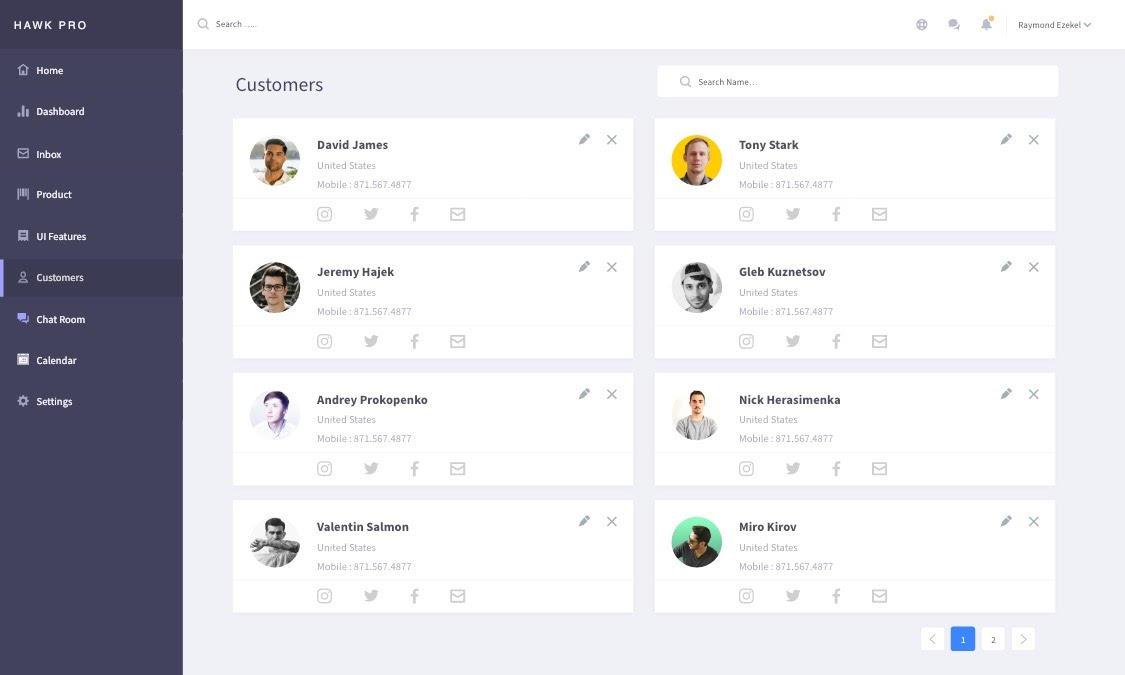 HAWK PRO
Search .....
Raymond Ezekel
Home
Dashboard
Inbox
Product
UI Features
Customers
Chat Room
Calendar
Settings
Customers
Search Name...
David James
United States
Mobile : 871.567.4877
Tony Stark
United States
Mobile : 871.567.4877
Jeremy Hajek
United States
Mobile : 871.567.4877
Gleb Kuznetsov
United States
Mobile : 871.567.4877
Andrey Prokopenko
United States
Mobile : 871.567.4877
Nick Herasimenka
United States
Mobile : 871.567.4877
Valentin Salmon
United States
Mobile : 871.567.4877
Miro Kirov
United States
Mobile : 871.567.4877
1
2